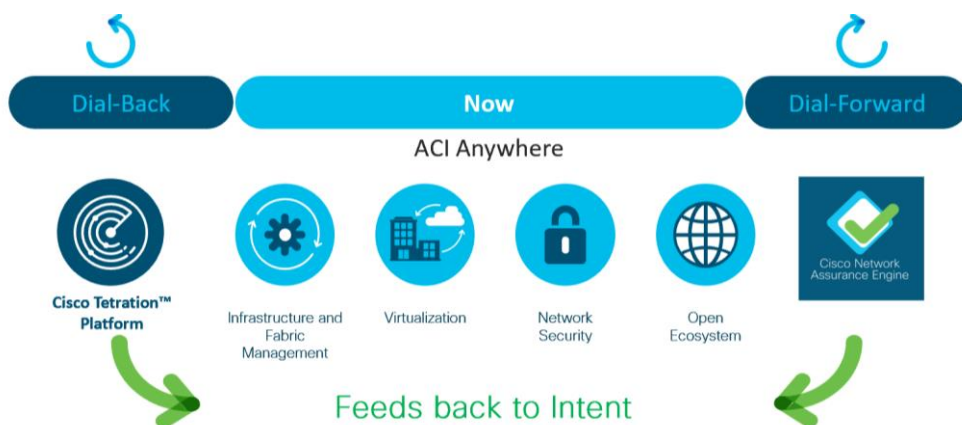 Dial-Back
Now
Dial-Forward
ACI Anywhere
Cisco Tetration™
Platform
Infrastructure and
Fabric
Management
Virtualization
Network
Security
Open
Ecosystem
Cisco Network
Assurance Engine
Feeds back to Intent